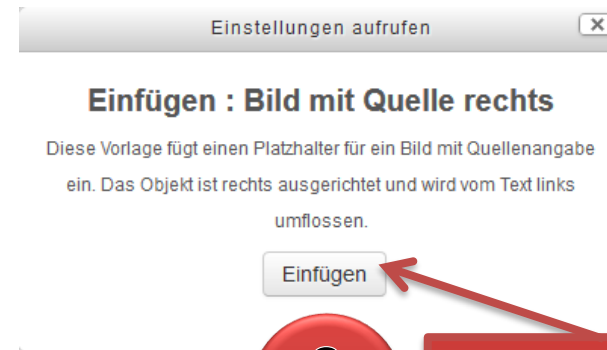 Einstellungen aufrufen
Einfügen : Bild mit Quelle rechts
Diese Vorlage fügt einen Platzhalter für ein Bild mit Quellenangabe
ein. Das Objekt ist rechts ausgerichtet und wird vom Text links
umflossen.
Einfügen